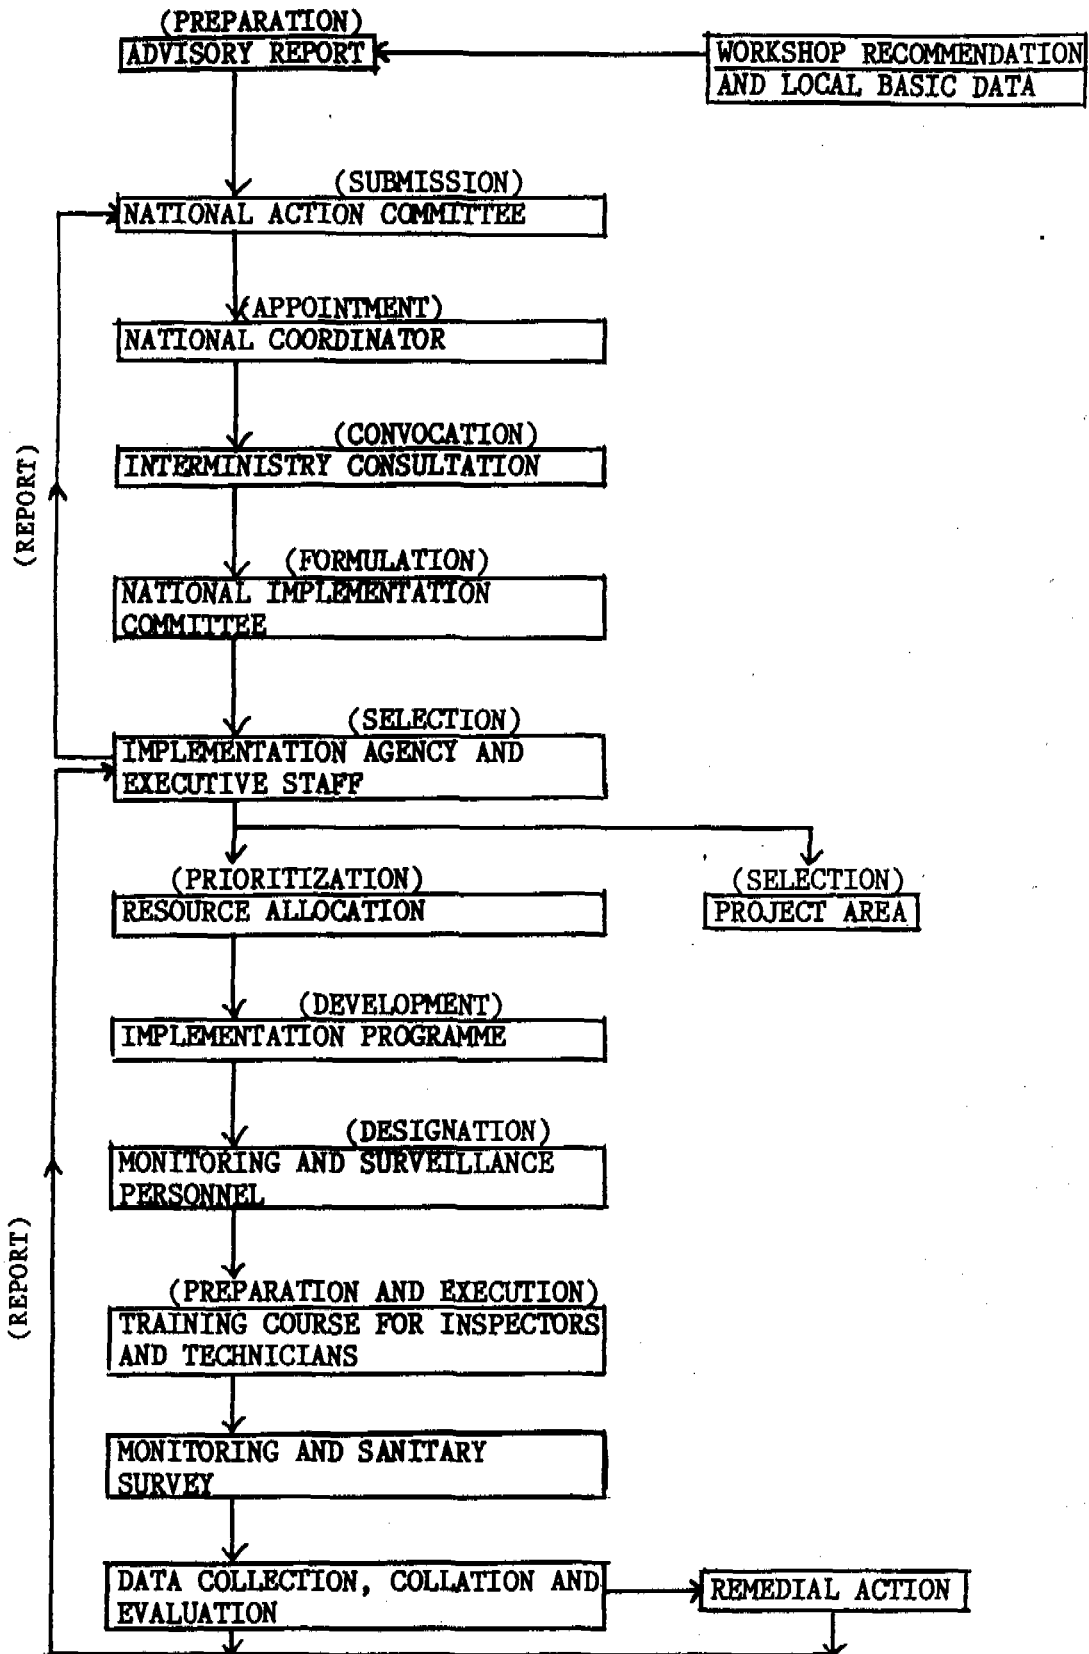 (PREPARATION)
ADVISORY REPORT
WORKSHOP RECOMMENDATION
AND LOCAL BASIC DATA
(SUBMISSION)
NATIONAL ACTION COMMITTEE
(APPOINTMENT)
NATIONAL COORDINATOR
(CONVOCATION)
INTERMINISTRY CONSULTATION
(REPORT)
(FORMULATION)
NATIONAL IMPLEMENTATION
COMMITTEE
(SELECTION)
IMPLEMENTATION AGENCY AND
EXECUTIVE STAFF
(PRIORITIZATION)
RESOURCE ALLOCATION
(SELECTION)
PROJECT AREA
(DEVELOPMENT)
IMPLEMENTATION PROGRAMME
(DESIGNATION)
MONITORING AND SURVEILLANCE
PERSONNEL
(REPORT)
(PREPARATION AND EXECUTION)
TRAINING COURSE FOR INSPECTORS
AND TECHNICIANS
MONITORING AND SANITARY
SURVEY
DATA COLLECTION, COLLATION AND
EVALUATION
REMEDIAL ACTION